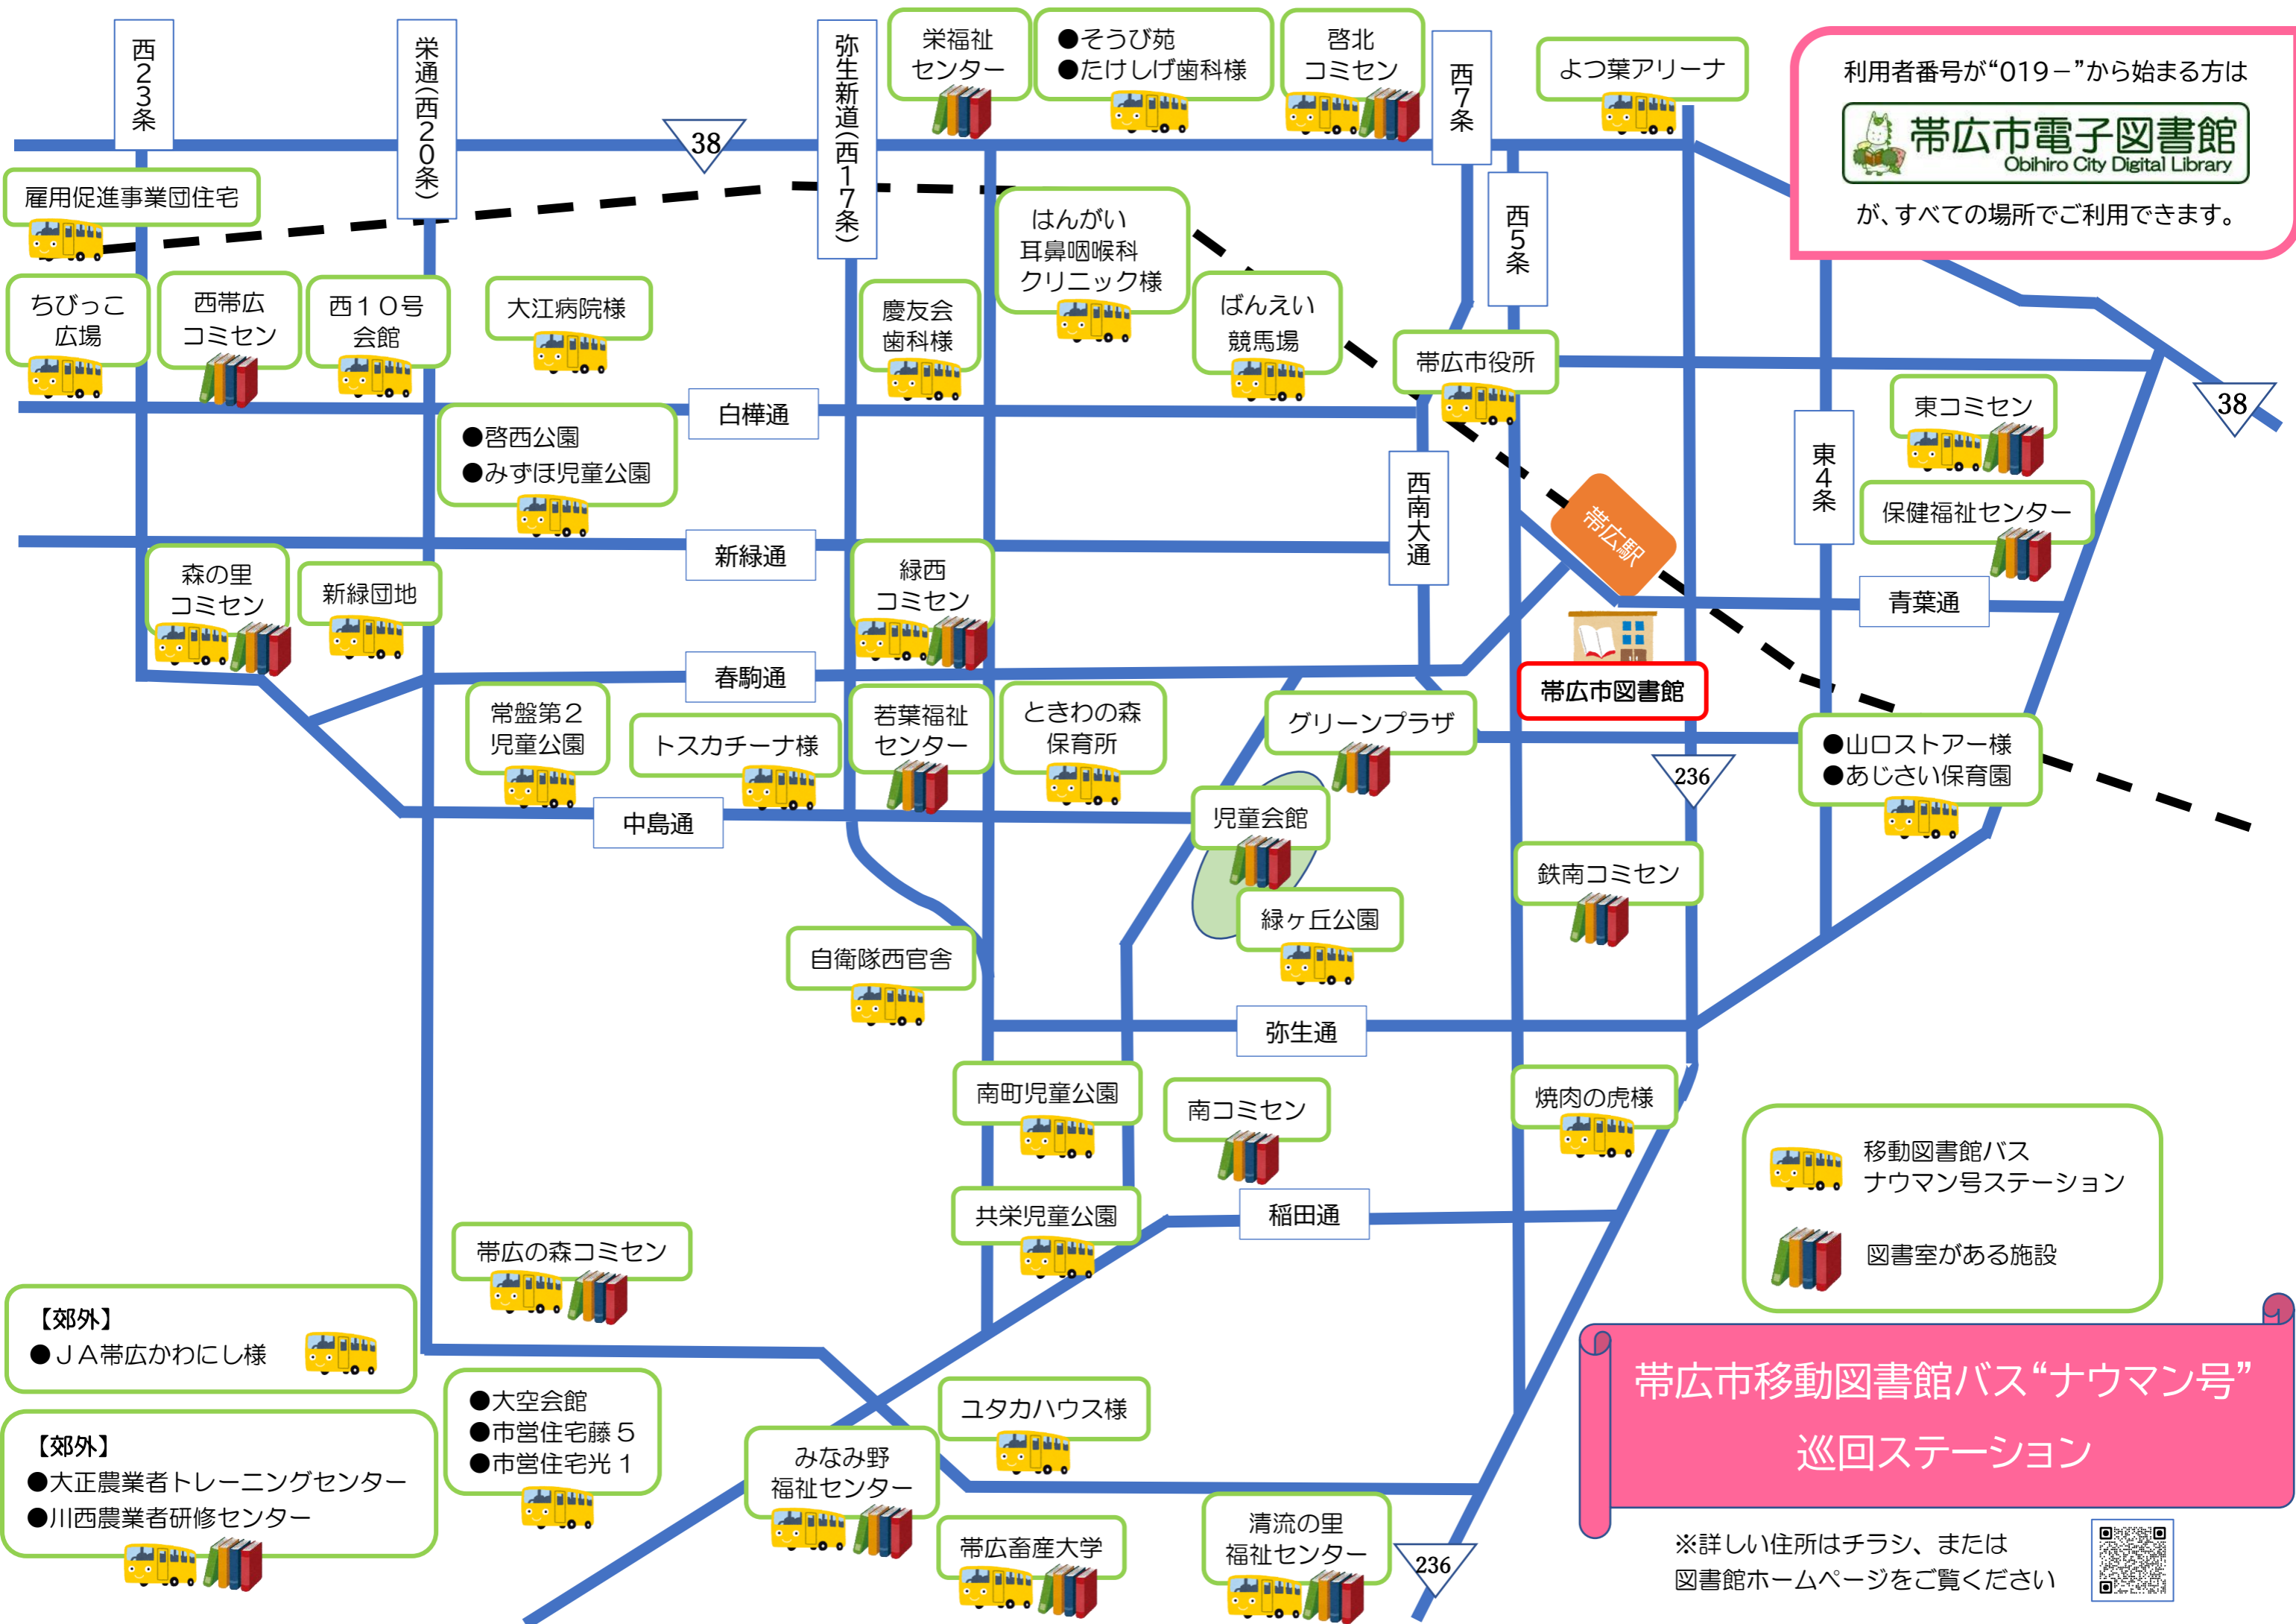 西23条
栄通(西20条)
38
弥生新道(西17条)
栄福祉
センター
●そうび苑
●たけしげ歯科様
啓北
コミセン
西7条
よつ葉アリーナ
利用者番号が“019－”から始まる方は
帯広市電子図書館
Obihiro City Digital Library
が、すべての場所でご利用できます。
雇用促進事業団住宅
はんがい
耳鼻咽喉科
クリニック様
西5条
ちびっこ
広場
西帯広
コミセン
西１０号
会館
大江病院様
慶友会
歯科様
ばんえい
競馬場
帯広市役所
38
白樺通
●啓西公園
●みずほ児童公園
西南大通
東4条
東コミセン
保健福祉センター
帯広駅
新緑通
森の里
コミセン
新緑団地
緑西
コミセン
青葉通
春駒通
帯広市図書館
常盤第２
児童公園
トスカチーナ様
若葉福祉
センター
ときわの森
保育所
グリーンプラザ
236
●山口ストアー様
●あじさい保育園
中島通
児童会館
鉄南コミセン
緑ヶ丘公園
自衛隊西官舎
弥生通
南町児童公園
南コミセン
焼肉の虎様
移動図書館バス
ナウマン号ステーション
図書室がある施設
共栄児童公園
稲田通
帯広の森コミセン
【郊外】
●ＪＡ帯広かわにし様
●大空会館
●市営住宅藤５
●市営住宅光１
ユタカハウス様
帯広市移動図書館バス“ナウマン号”
巡回ステーション
【郊外】
●大正農業者トレーニングセンター
●川西農業者研修センター
みなみ野
福祉センター
帯広畜産大学
清流の里
福祉センター
236
※詳しい住所はチラシ、または
図書館ホームページをご覧ください